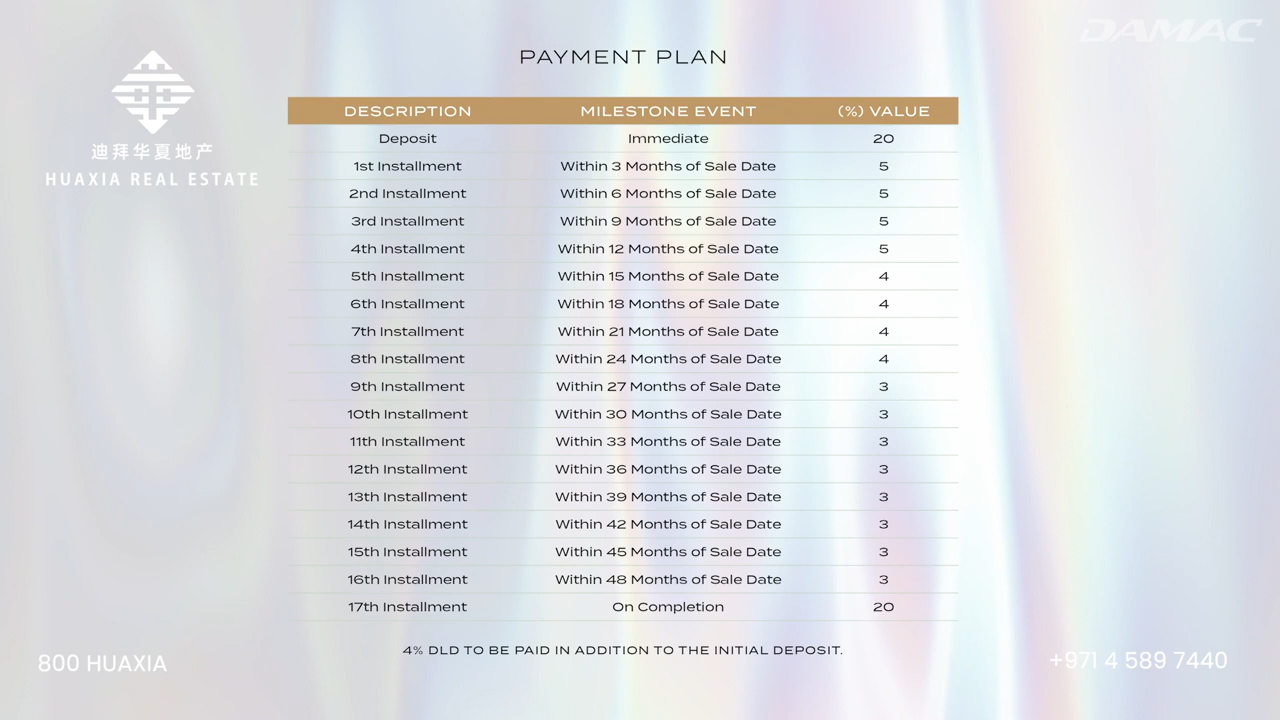 DAMAC
迪拜华夏地产
HUAXIA REAL ESTATE
PAYMENT PLAN
DESCRIPTION MILESTONE EVENT (%) VALUE
Deposit Immediate 20
1st Installment Within 3 Months of Sale Date 5
2nd Installment Within 6 Months of Sale Date 5
3rd Installment Within 9 Months of Sale Date 5
4th Installment Within 12 Months of Sale Date 5
5th Installment Within 15 Months of Sale Date 4
6th Installment Within 18 Months of Sale Date 4
7th Installment Within 21 Months of Sale Date 4
8th Installment Within 24 Months of Sale Date 4
9th Installment Within 27 Months of Sale Date 3
10th Installment Within 30 Months of Sale Date 3
11th Installment Within 33 Months of Sale Date 3
12th Installment Within 36 Months of Sale Date 3
13th Installment Within 39 Months of Sale Date 3
14th Installment Within 42 Months of Sale Date 3
15th Installment Within 45 Months of Sale Date 3
16th Installment Within 48 Months of Sale Date 3
17th Installment On Completion 20
4% DLD TO BE PAID IN ADDITION TO THE INITIAL DEPOSIT.
800 HUAXIA
+971 4 589 7440